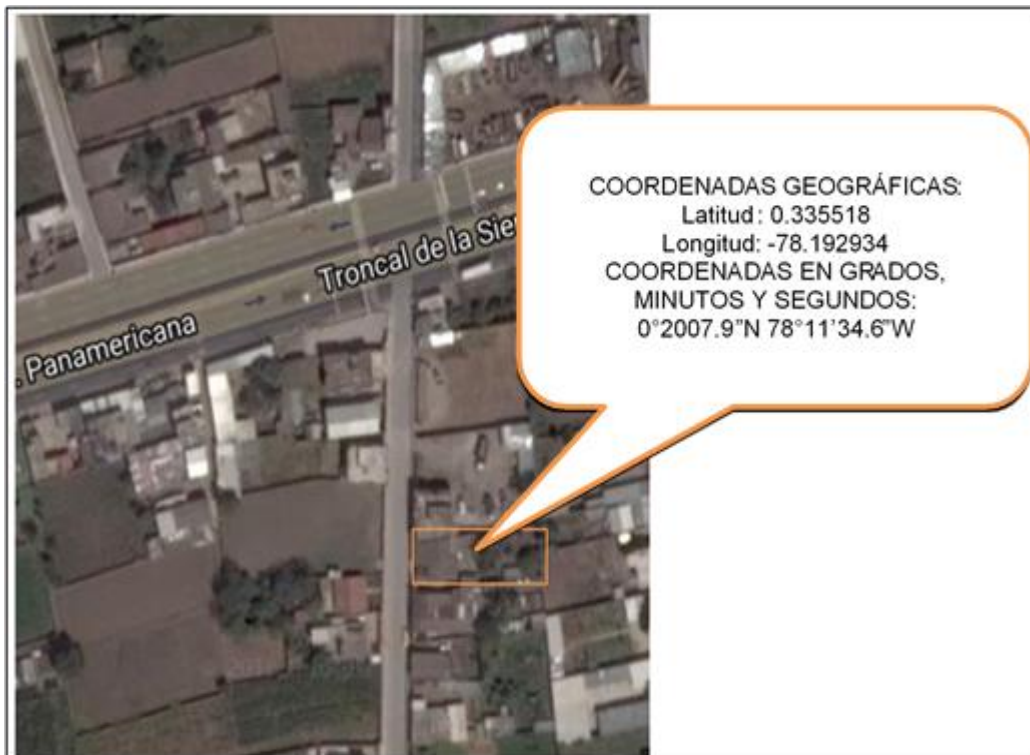 COORDENADAS GEOGRÁFICAS:
Latitud: 0.335518
Longitud: -78.192934
COORDENADAS EN GRADOS,
MINUTOS Y SEGUNDOS:
0°2007.9”N 78°11’34.6”W
Troncal de la Sie
. Panamericana